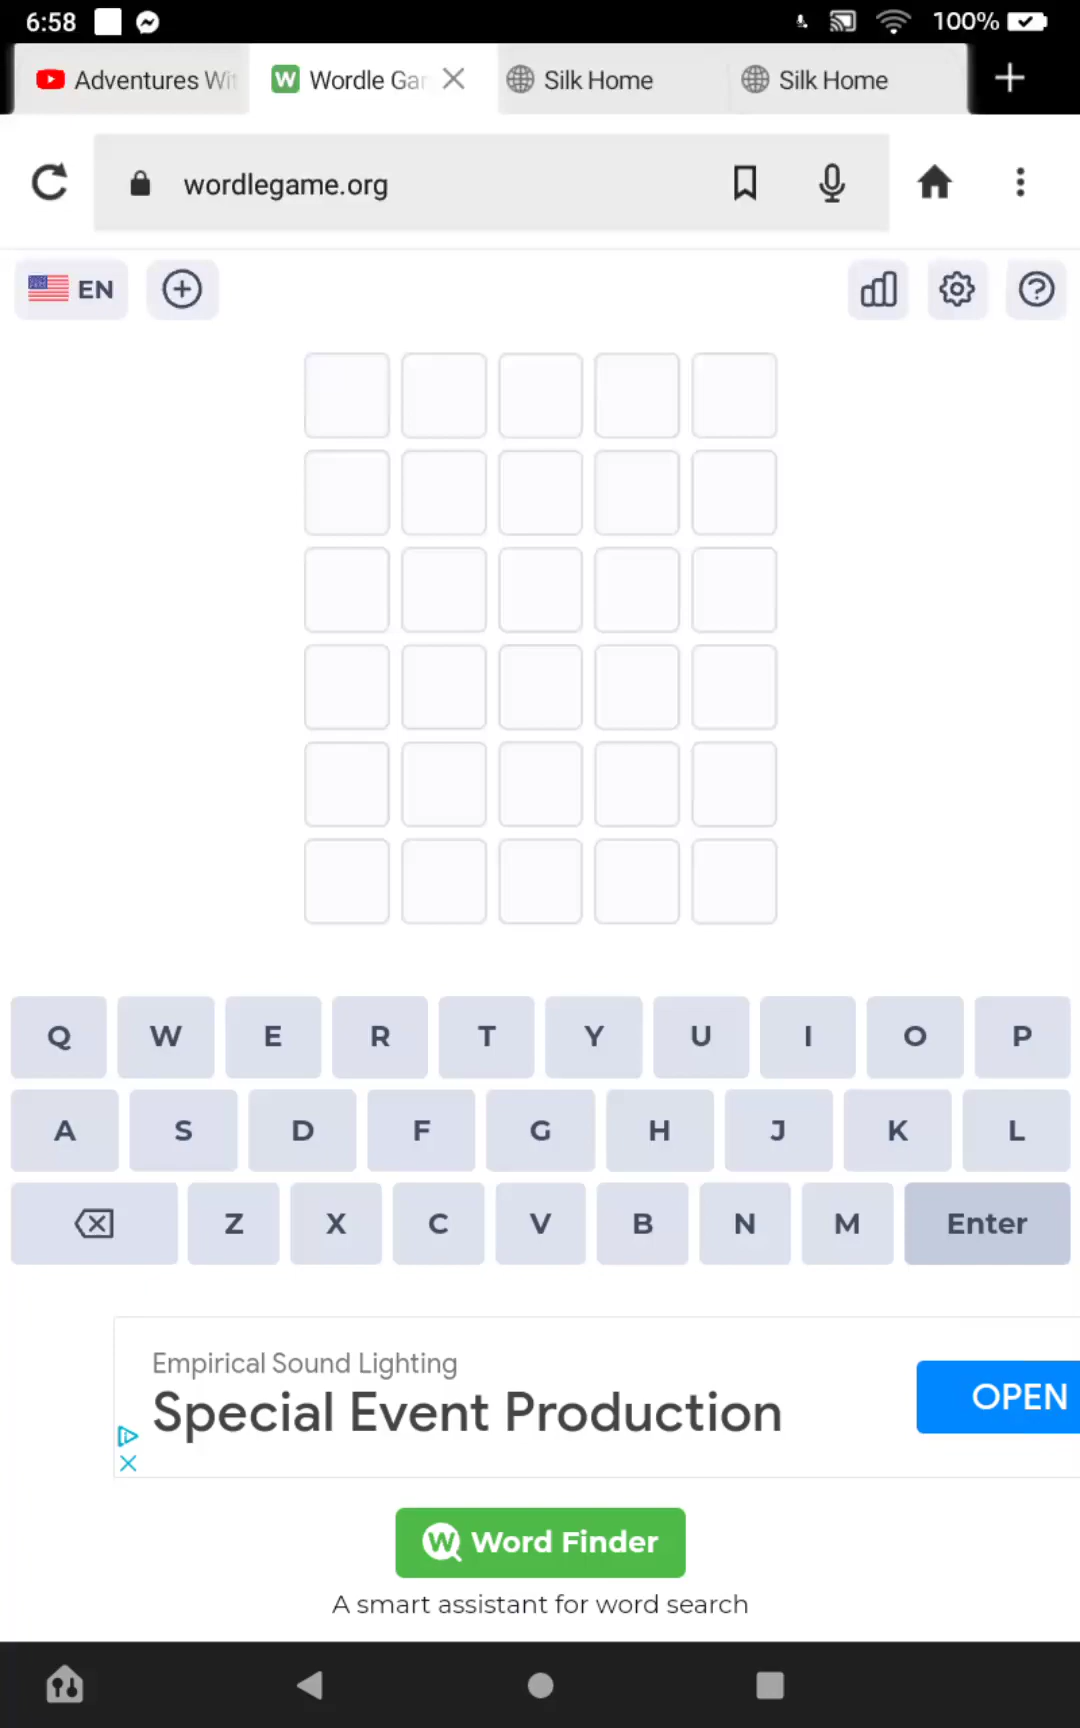 6:58 100%
Adventures Wit Wordle Gar Silk Home Silk Home
wordlegame.org
EN
Q W E R T Y U I O P
A S D F G H J K L
Z X C V B N M Enter
Empirical Sound Lighting
Special Event Production
OPEN
W Word Finder
A smart assistant for word search